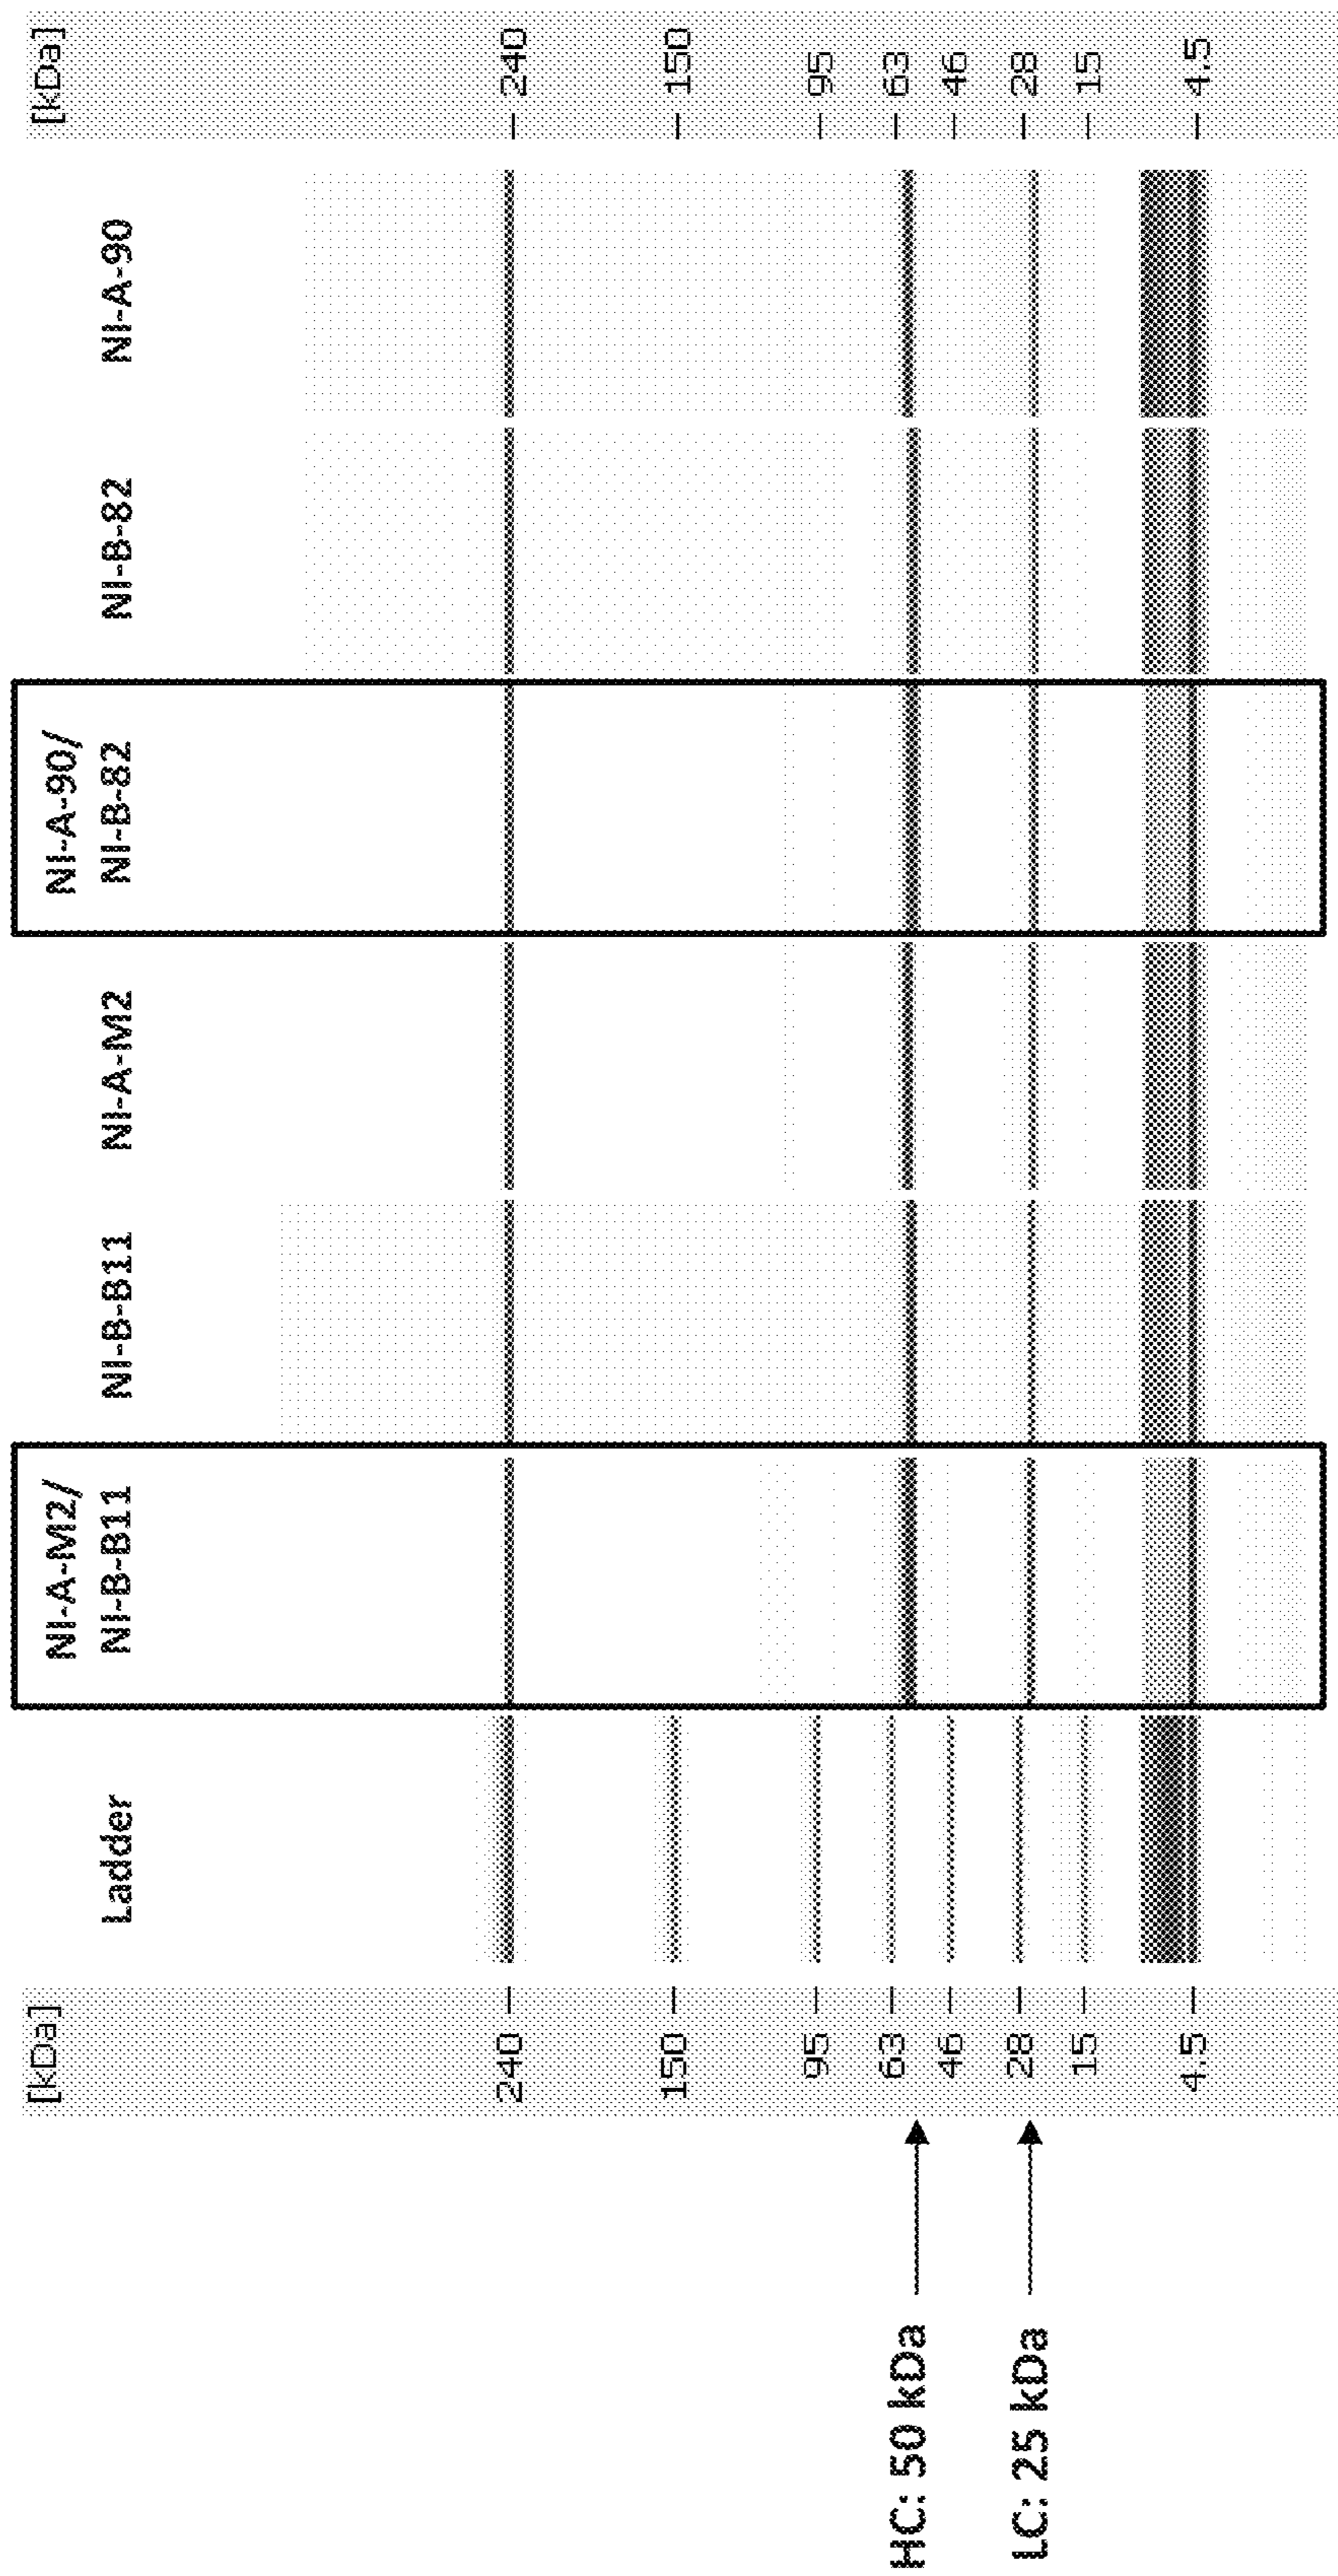 [kDa]
240
150
95
63
46
28
15
4.5
HC: 50 kDa
LC: 25 kDa
Ladder
NI-A-M2/
NI-B-B11
NI-B-B11
NI-A-M2
NI-A-90/
NI-B-82
NI-B-82
NI-A-90
[kDa]
240
150
95
63
46
28
15
4.5